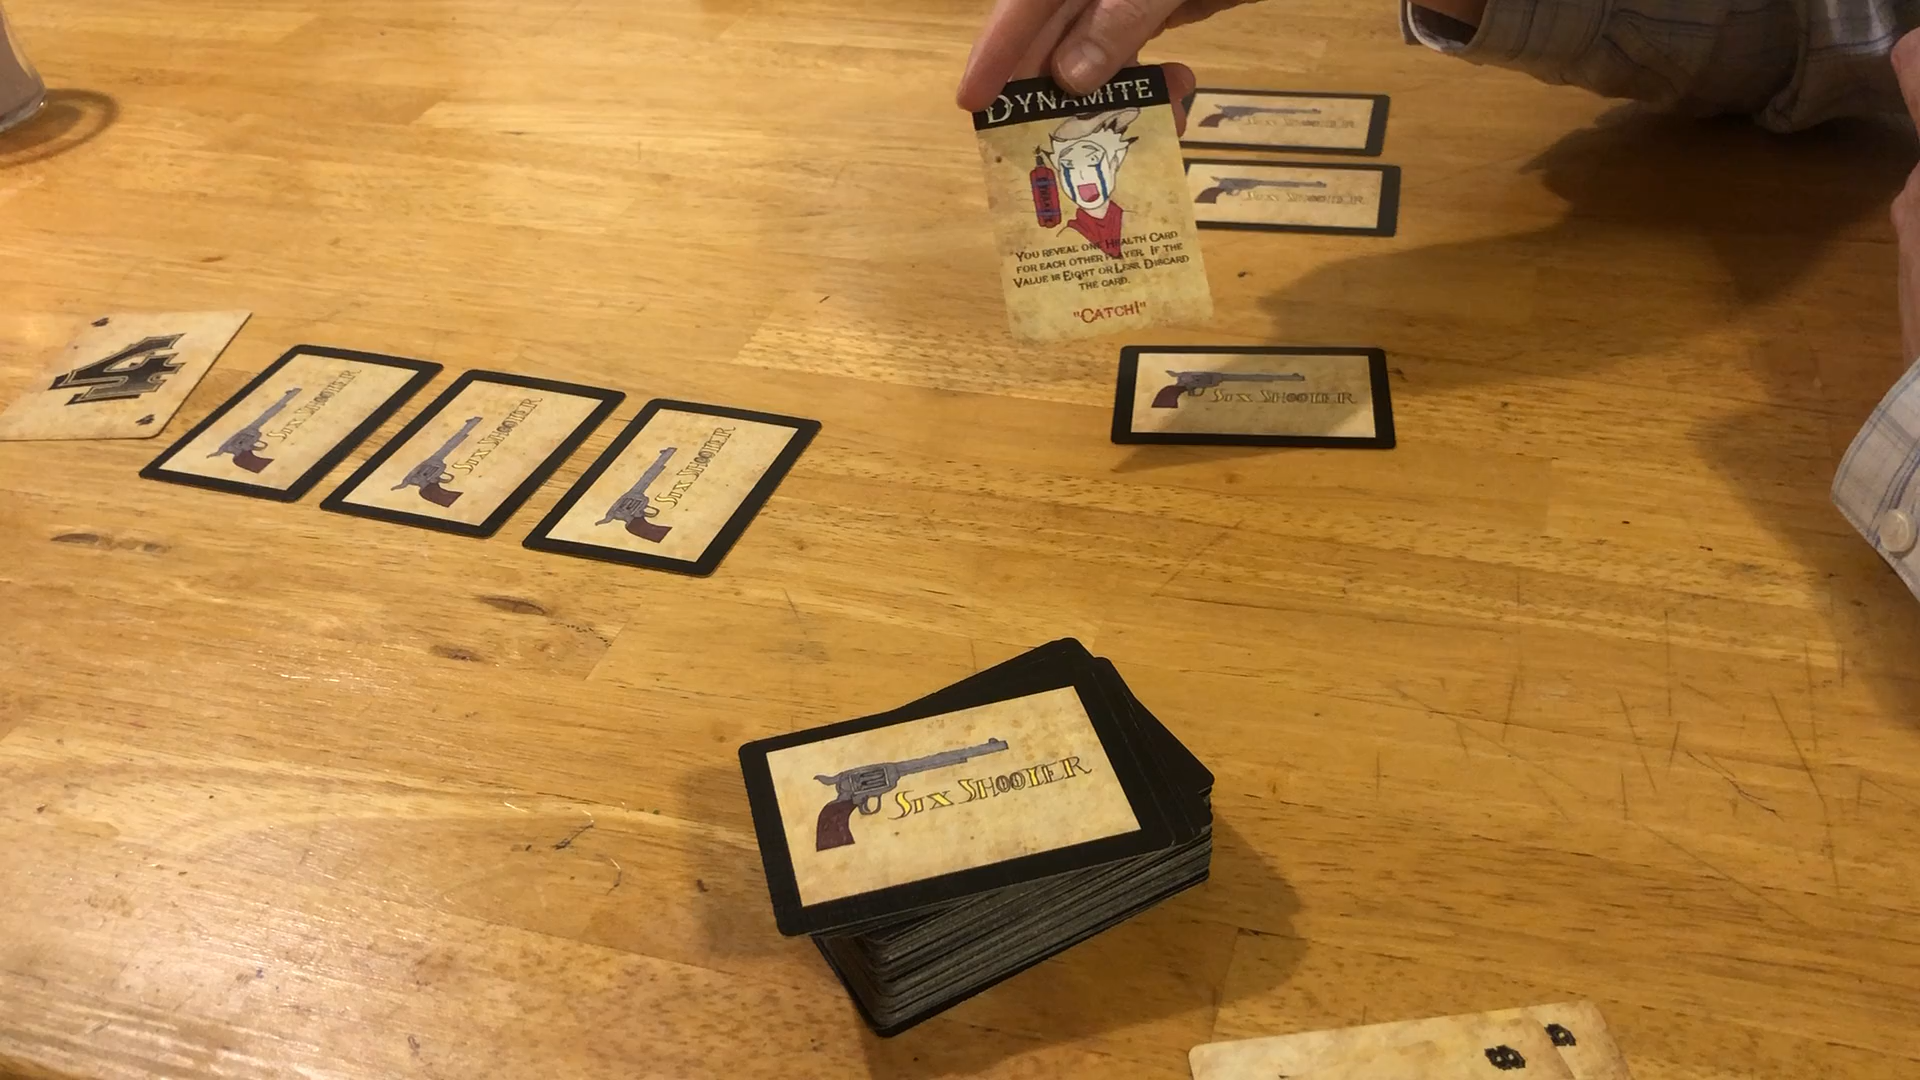 DYNAMITE
YOU REVEAL ONE HEALTH CARD
FOR EACH OTHER PLAYER. IF THE
VALUE IS EIGHT OR LESS DISCARD
THE CARD.
"CATCH!"
SIX SHOOTER
SIX SHOOTER
SIX SHOOTER
4
SIX SHOOTER
SIX SHOOTER
SIX SHOOTER
SIX SHOOTER
8